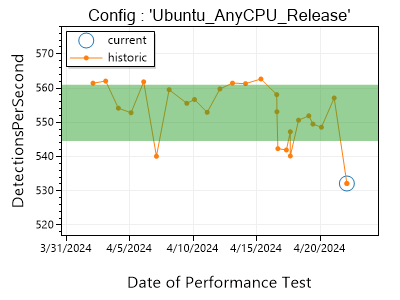 Config : 'Ubuntu_AnyCPU_Release'
current
historic
DetectionsPerSecond
570
560
550
540
530
520
3/31/2024 4/5/2024 4/10/2024 4/15/2024 4/20/2024
Date of Performance Test